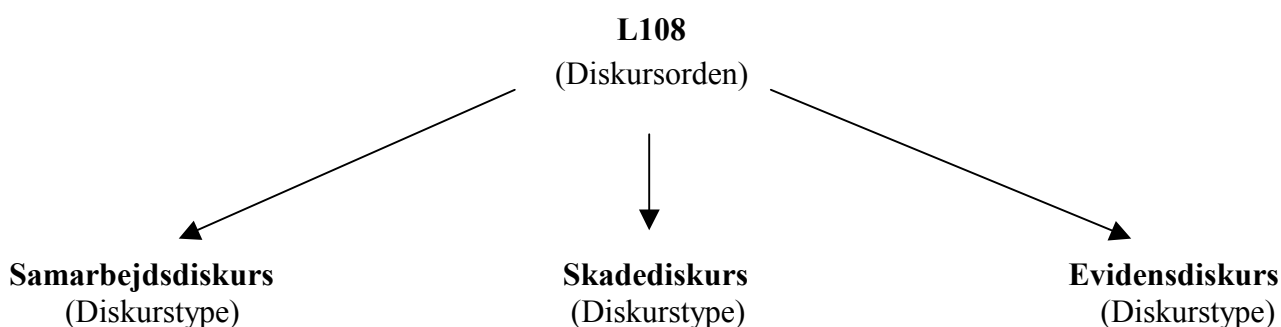 L108
(Diskursorden)
Samarbejdsdiskurs
(Diskurstype)
Skadediskurs
(Diskurstype)
Evidensdiskurs
(Diskurstype)